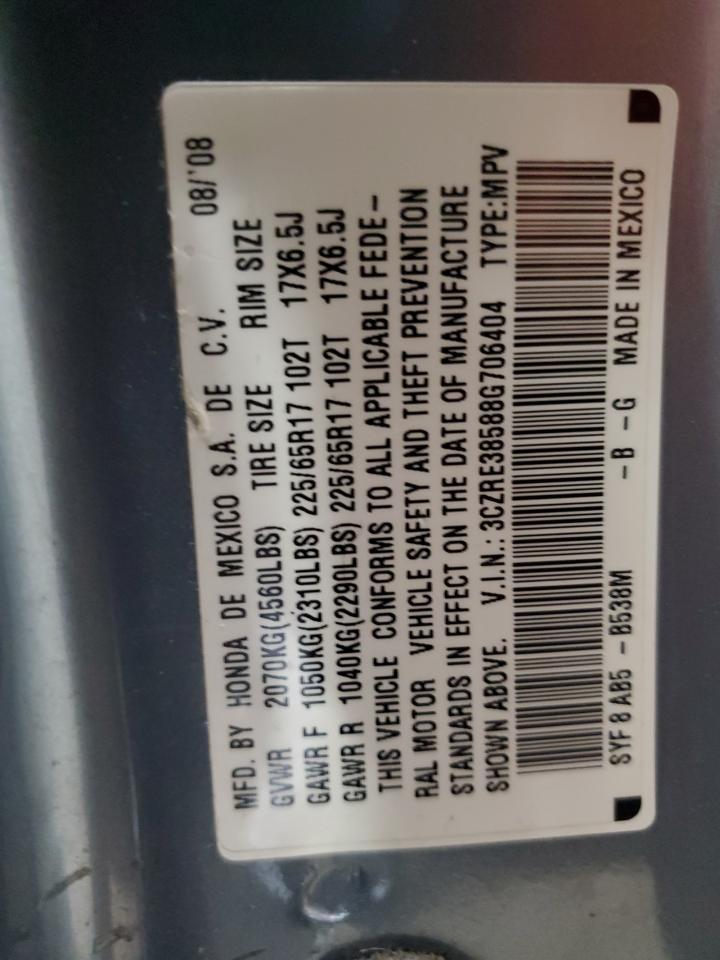 MFD. BY HONDA DE MEXICO S.A. DE C.V. 08/'08
GVWR 2070KG(4560LBS) TIRE SIZE RIM SIZE
GAWR F 1050KG(2310LBS) 225/65R17 102T 17X6.5J
GAWR R 1040KG(2290LBS) 225/65R17 102T 17X6.5J
THIS VEHICLE CONFORMS TO ALL APPLICABLE FEDE-
RAL MOTOR VEHICLE SAFETY AND THEFT PREVENTION
STANDARDS IN EFFECT ON THE DATE OF MANUFACTURE
SHOWN ABOVE. V.I.N.: 3CZRE38588G706404 TYPE:MPV
SYF 8 AB5 - B538M -B -G MADE IN MEXICO